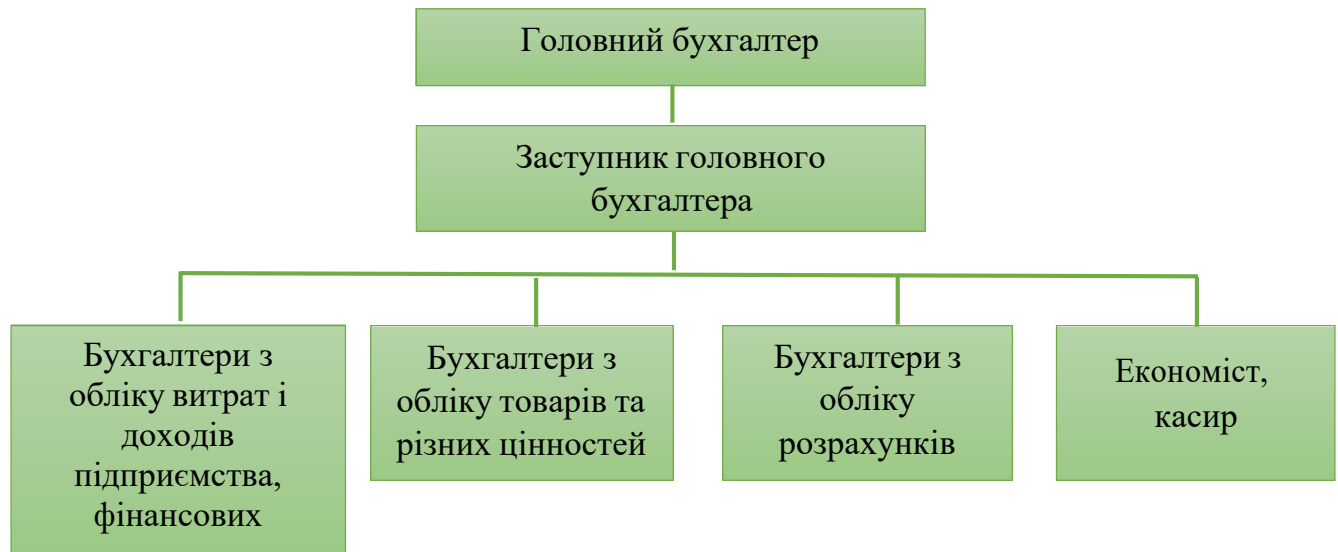 Головний бухгалтер
Заступник головного
бухгалтера
Бухгалтери з
обліку витрат і
доходів
підприємства,
фінансових
Бухгалтери з
обліку товарів та
різних цінностей
Бухгалтери з
обліку
розрахунків
Економіст,
касир